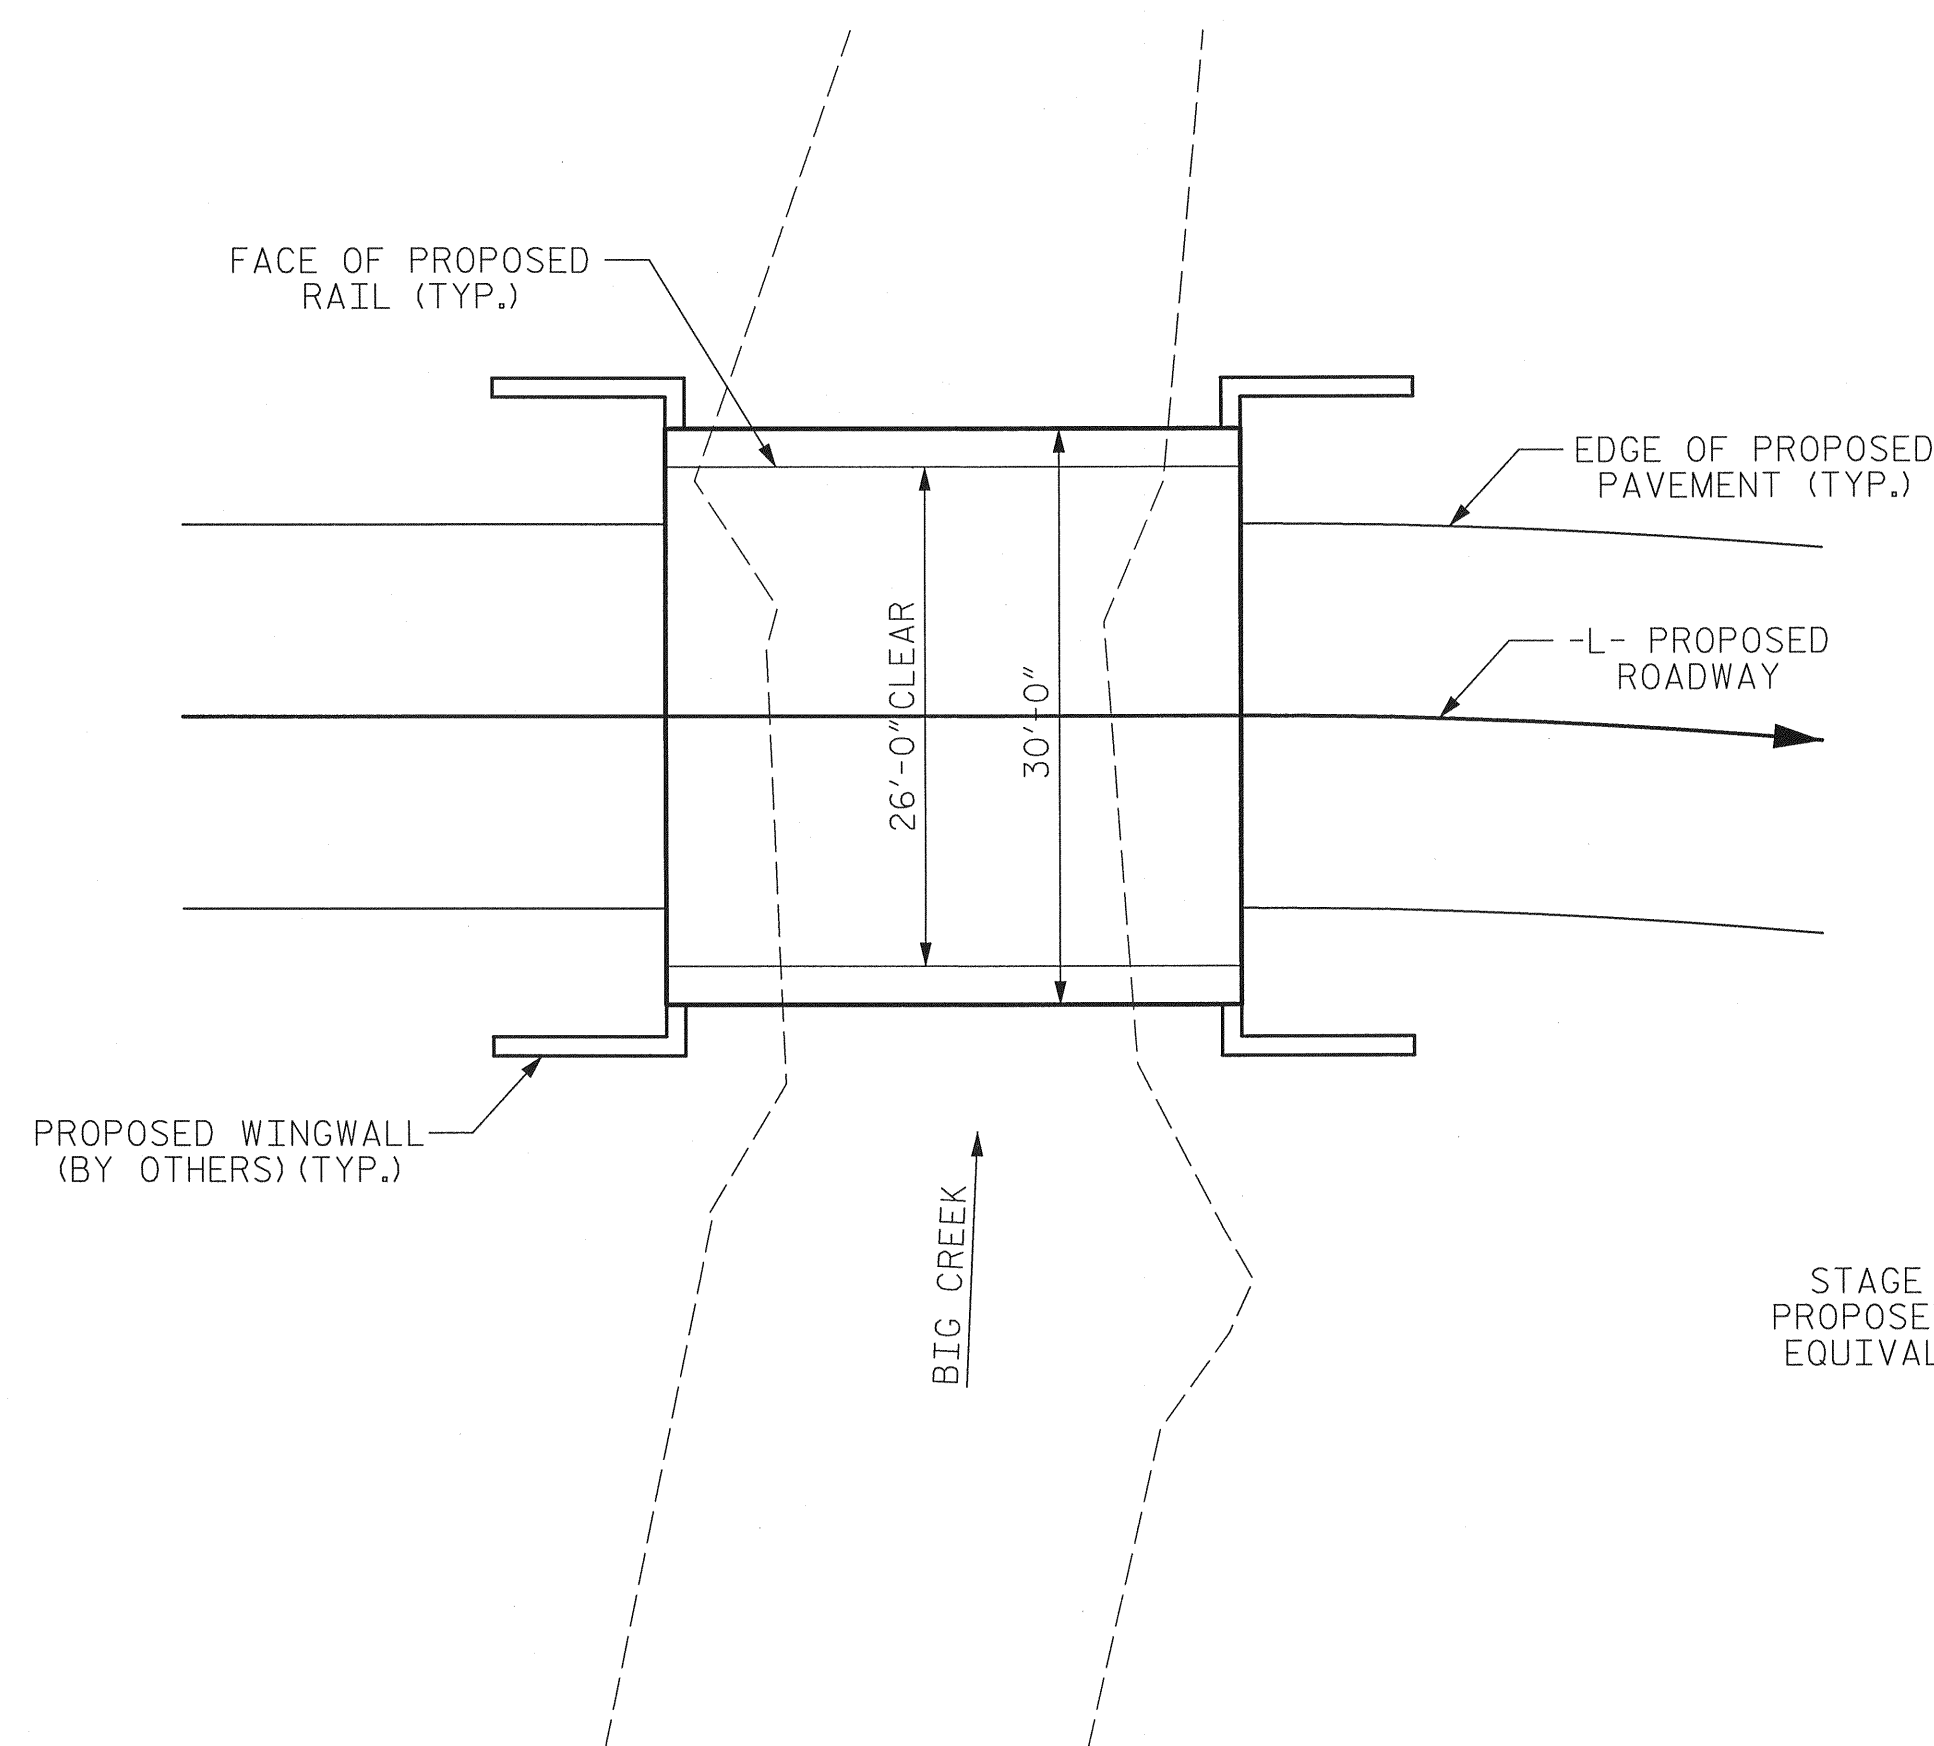 FACE OF PROPOSED
RAIL (TYP.)
EDGE OF PROPOSED
PAVEMENT (TYP.)
-L- PROPOSED
ROADWAY
26'-0" CLEAR
30'-0"
PROPOSED WINGWALL
(BY OTHERS) (TYP.)
BIG CREEK
STAGE
PROPOSE
EQUIVAL